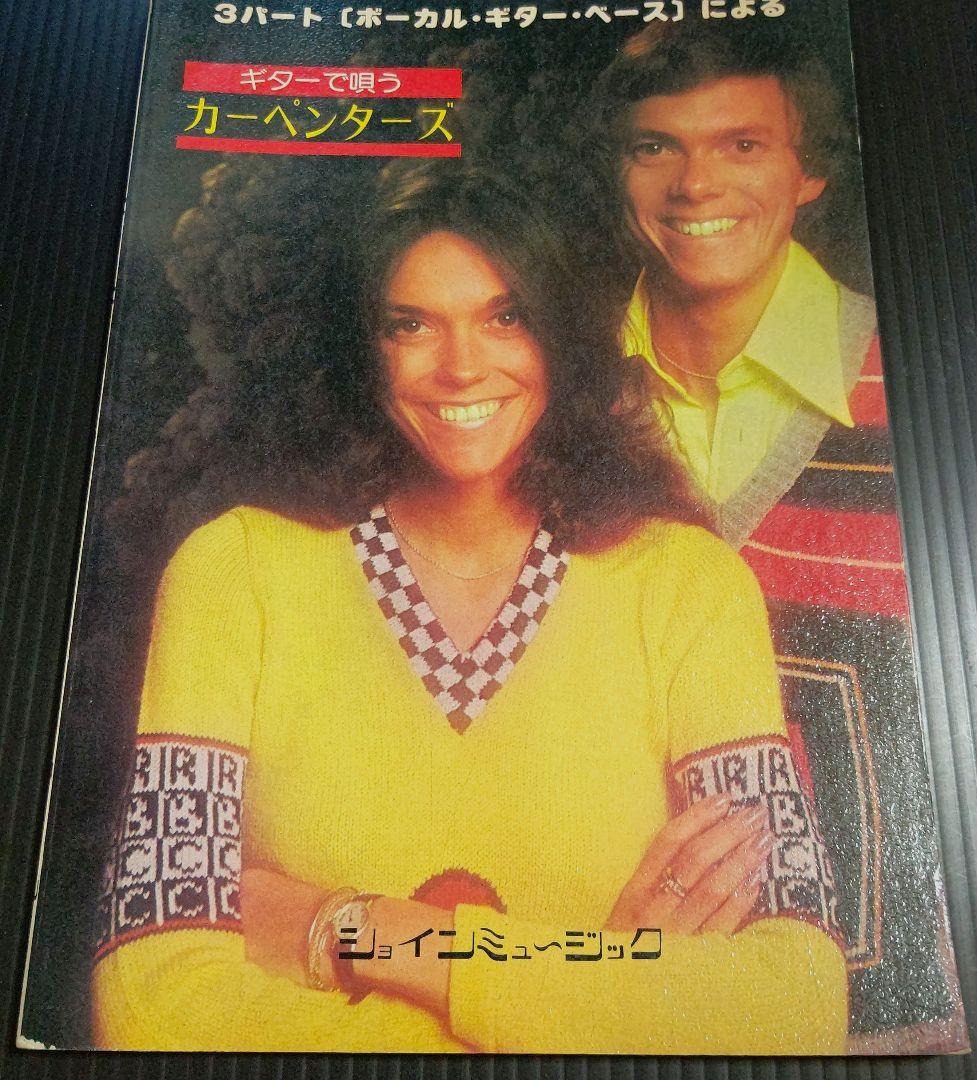 3パート〔ボーカル・ギター・ベース〕による
ギターで唄う
カーペンターズ
R R R
B B B
C C C
C C C
R R R
ショインミュージック